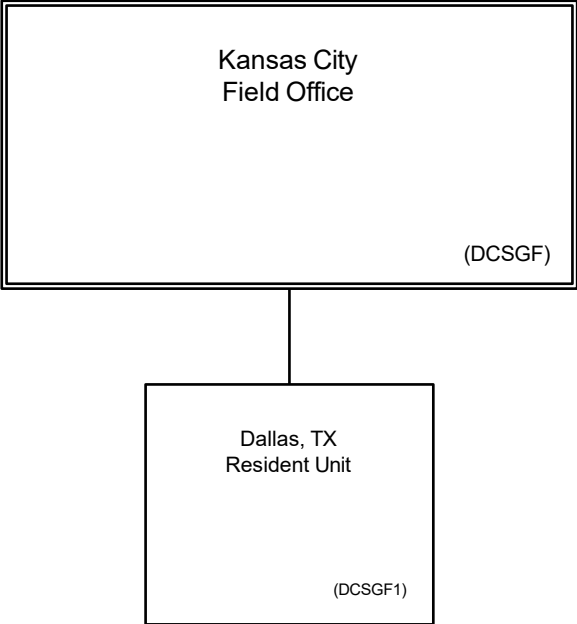 Kansas City
Field Office
(DCSGF)
Dallas, TX
Resident Unit
(DCSGF1)